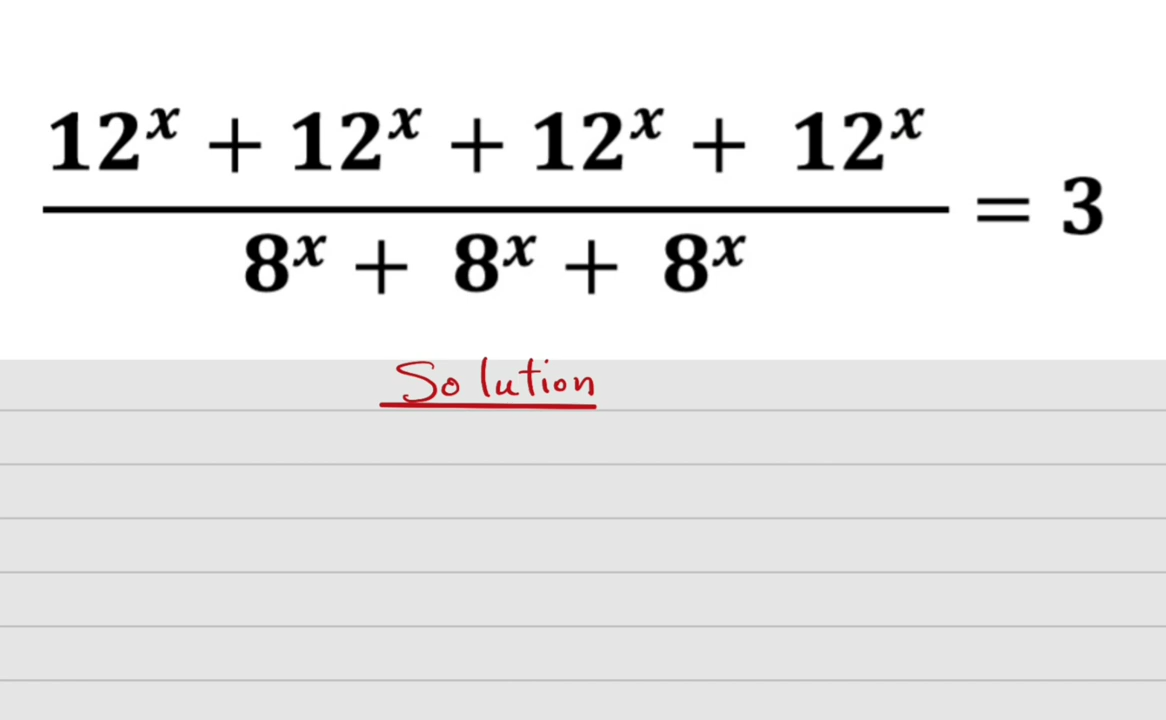 12^x + 12^x + 12^x + 12^x
8^x + 8^x + 8^x
= 3
Solution